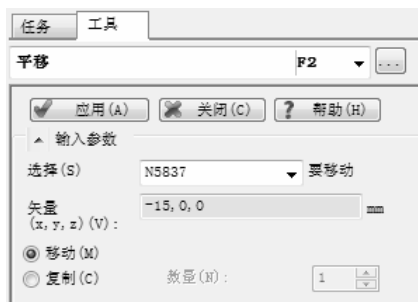 任务 工具
平移 F2 ...
应用(A) 关闭(C) ? 帮助(H)
输入参数
选择(S) N5837 要移动
矢量 -15,0,0 mm
(x,y,z)(V):
移动(M)
复制(C) 数量(N): 1